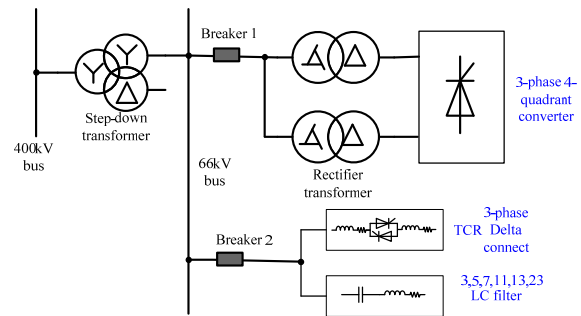 Breaker 1
3-phase 4-
quadrant
converter
Step-down
transformer
400kV
bus
66kV
bus
Rectifier
transformer
Breaker 2
3-phase
TCR Delta
connect
3,5,7,11,13,23
LC filter